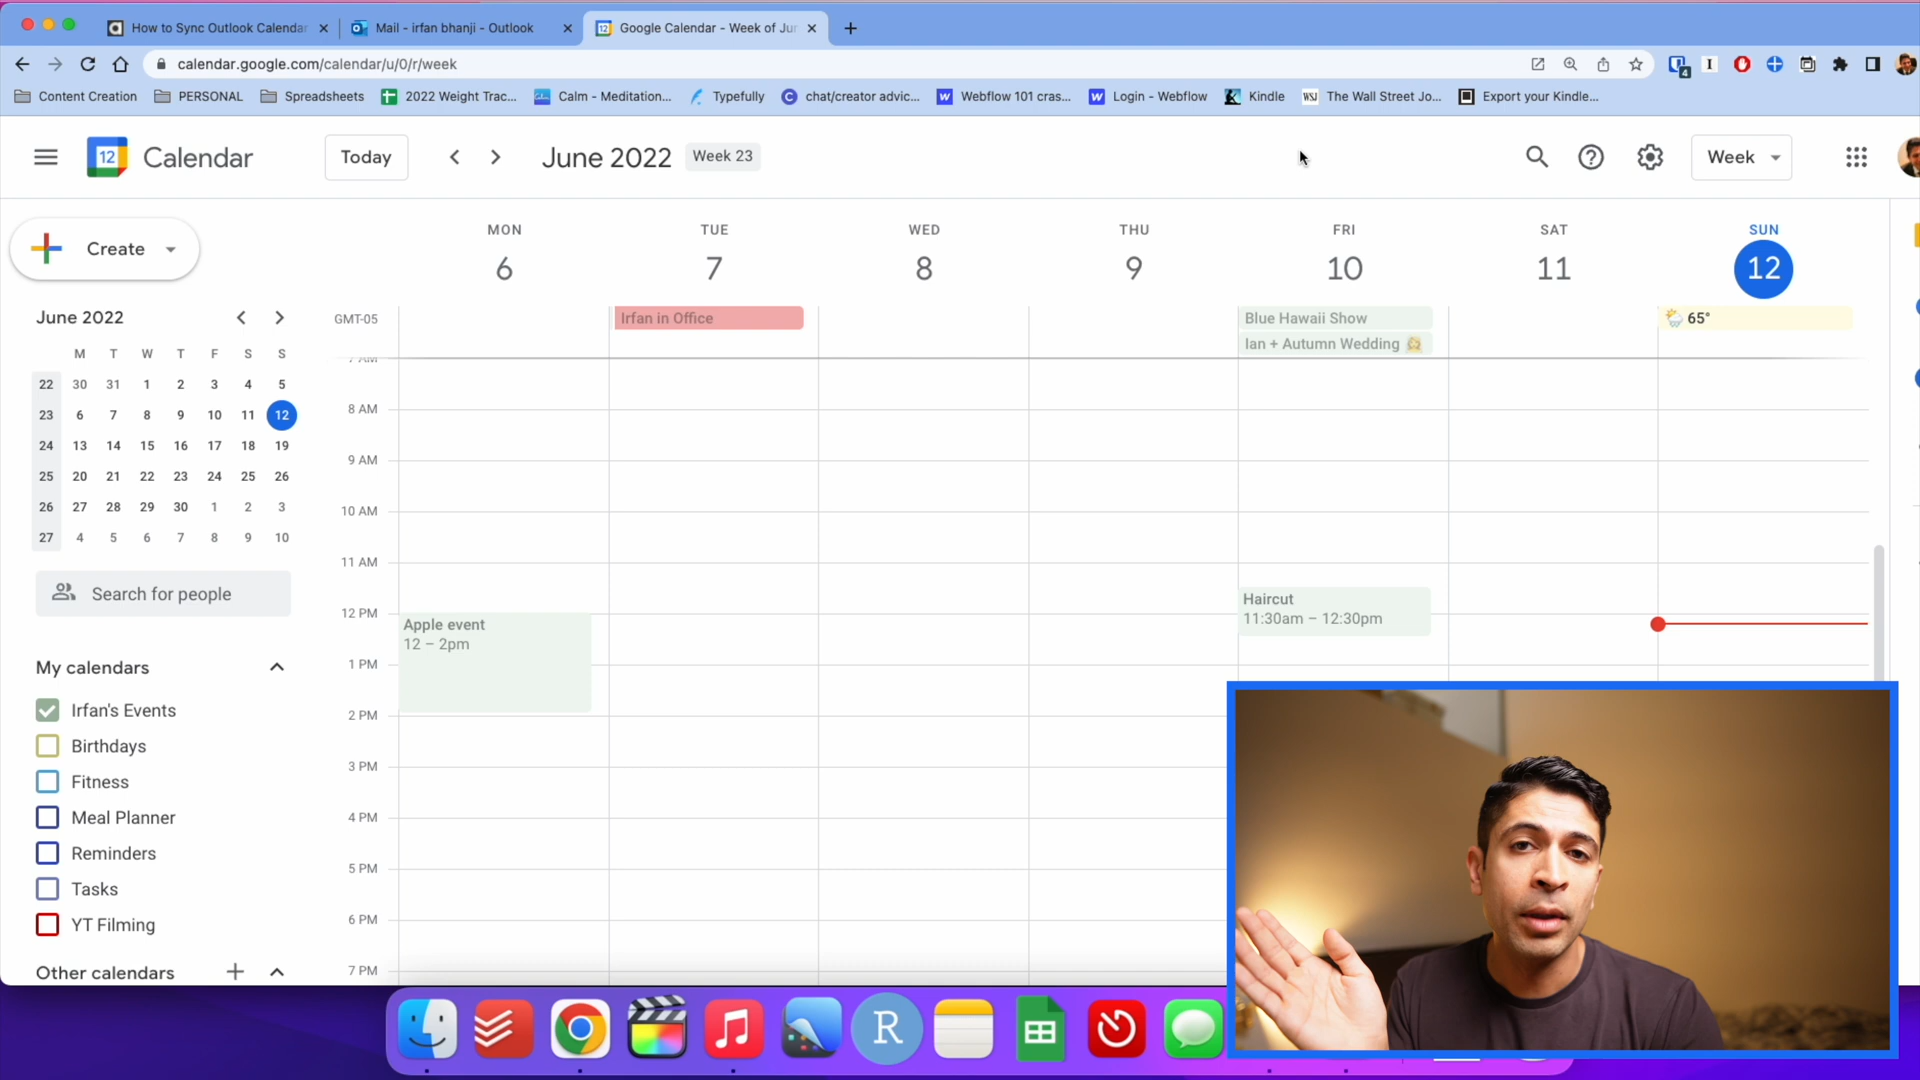 How to Sync Outlook Calendar
Mail - irfan bhanji - Outlook
Google Calendar - Week of Jun
calendar.google.com/calendar/u/0/r/week
4
I
Content Creation
PERSONAL
Spreadsheets
2022 Weight Trac...
Calm - Meditation...
Typefully
chat/creator advic...
Webflow 101 cras...
Login - Webflow
Kindle
WSJ
The Wall Street Jo...
Export your Kindle...
12
Calendar
Today
June 2022
Week 23
Week
Create
MON TUE WED THU FRI SAT SUN
6 7 8 9 10 11 12
June 2022
M T W T F S S
22 30 31 1 2 3 4 5
23 6 7 8 9 10 11 12
24 13 14 15 16 17 18 19
25 20 21 22 23 24 25 26
26 27 28 29 30 1 2 3
27 4 5 6 7 8 9 10
GMT-05
Irfan in Office
Blue Hawaii Show
Ian + Autumn Wedding
65°
7 AM
8 AM
9 AM
10 AM
11 AM
12 PM
1 PM
2 PM
3 PM
4 PM
5 PM
6 PM
7 PM
Haircut
11:30am – 12:30pm
Apple event
12 – 2pm
Search for people
My calendars
Irfan's Events
Birthdays
Fitness
Meal Planner
Reminders
Tasks
YT Filming
Other calendars
R